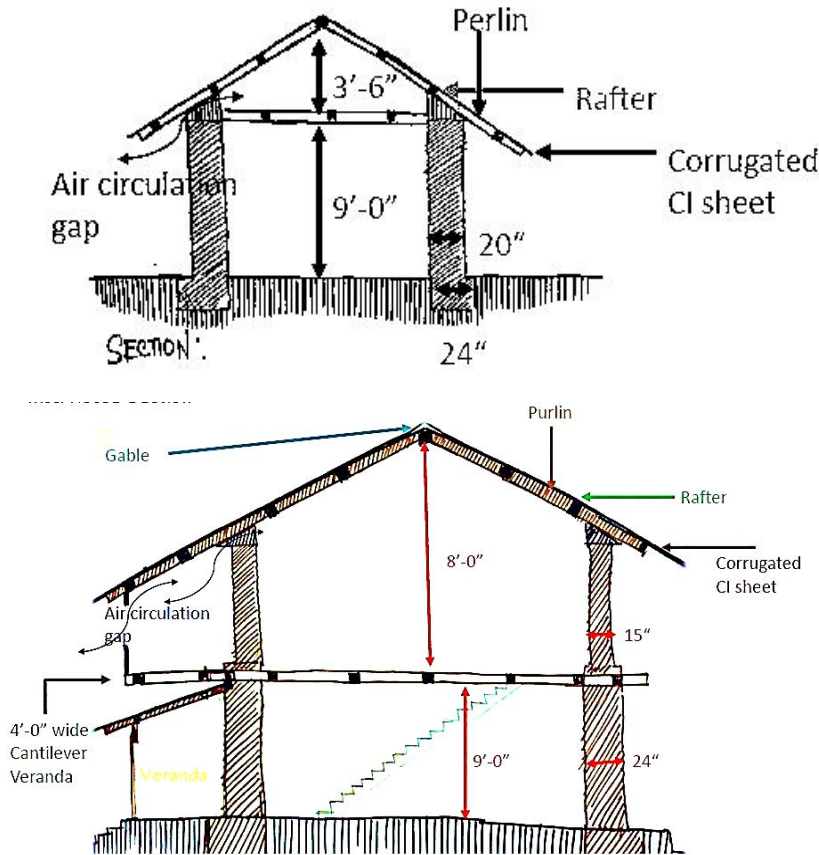 Perlin
3’-6”
Rafter
Air circulation
gap
9’-0”
Corrugated
CI sheet
20“
SECTION:
24“
Gable
Purlin
Rafter
8’-0”
Corrugated
CI sheet
Air circulation
gap
15“
4’-0” wide
Cantilever
Veranda
Veranda
9’-0”
24“